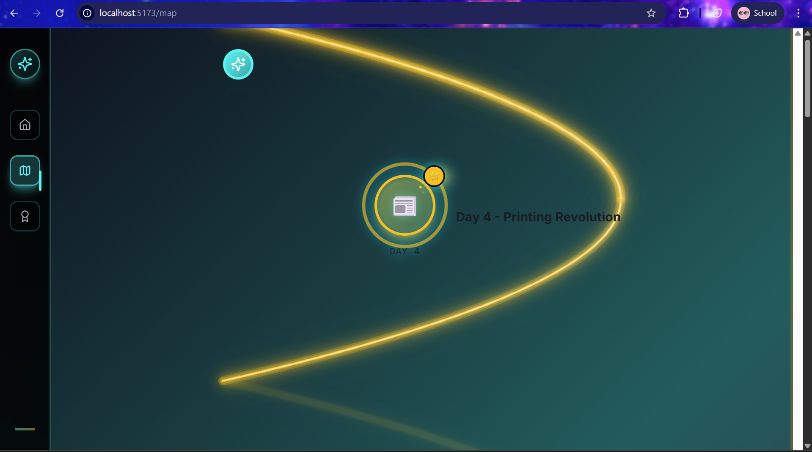 localhost:5173/map
School
Day 4 - Printing Revolution
DAY 4